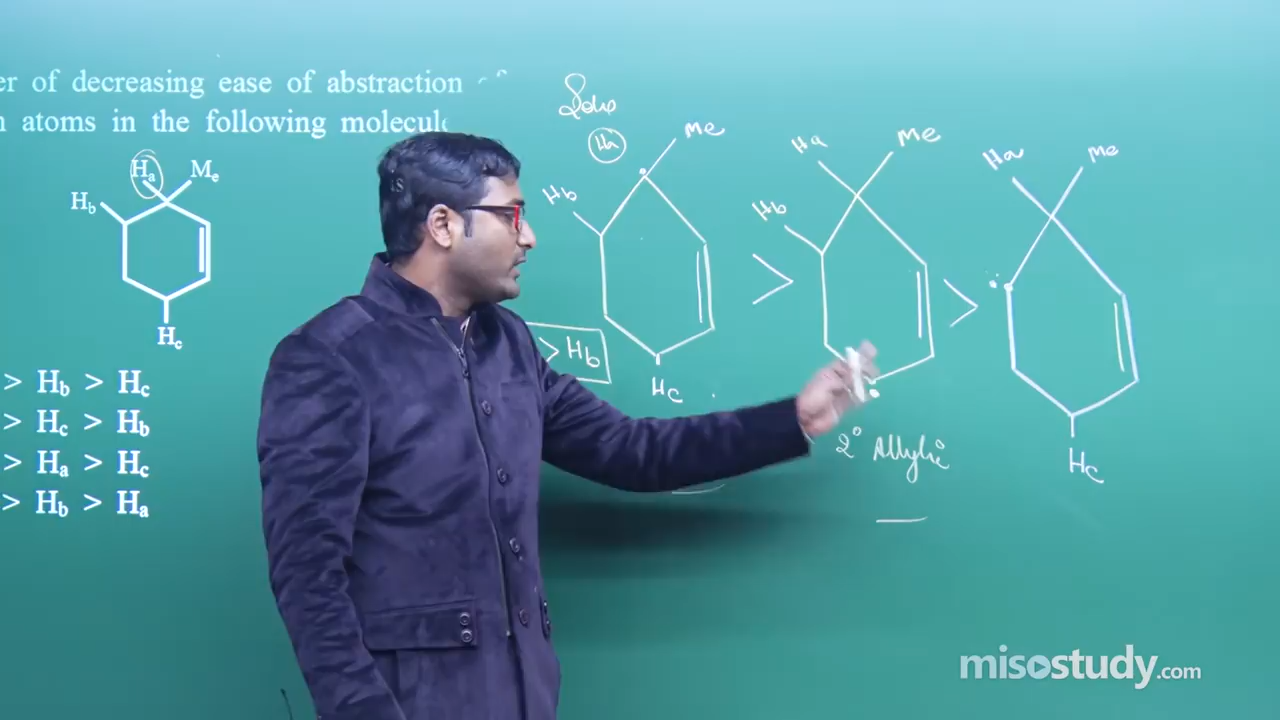 er of decreasing ease of abstraction
n atoms in the following molecul
Ha Me
Hb
Hc
> Hb > Hc
> Hc > Hb
> Ha > Hc
> Hb > Ha
> Hb
Soln
Ha Me
Hb
Hc
>
Ha Me
Hb
2° Allylic
>
Ha Me
Hc
misostudy.com